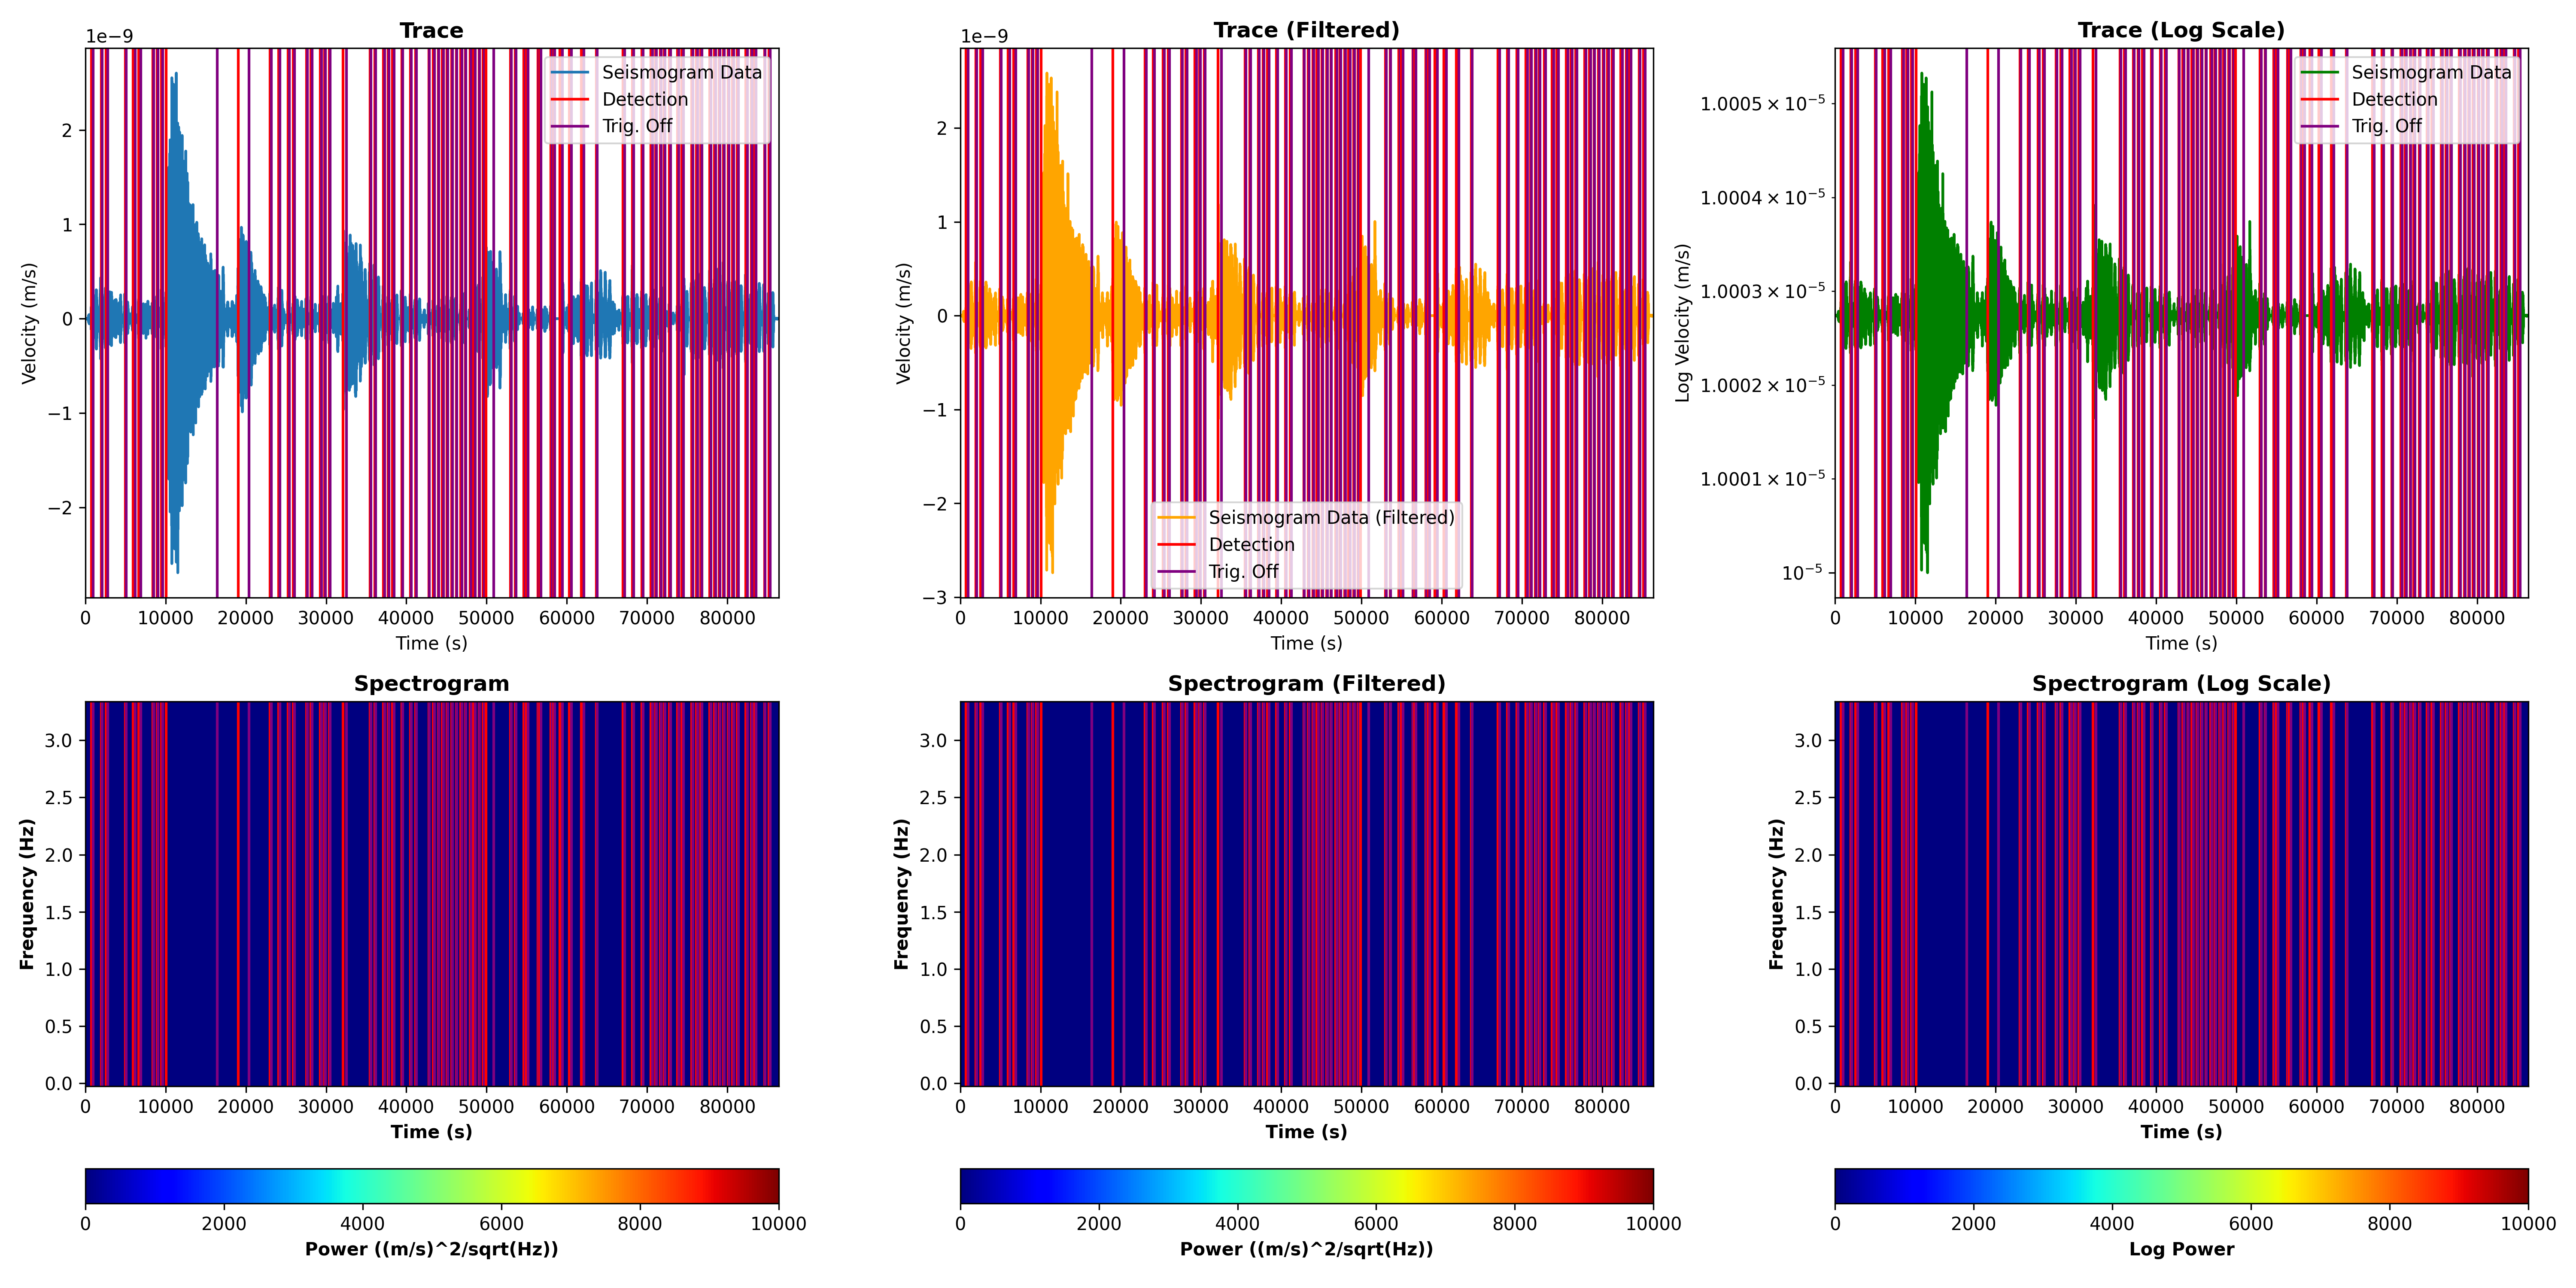 Trace
1e−9
Velocity (m/s)
2
1
0
−1
−2
Seismogram Data
Detection
Trig. Off
0 10000 20000 30000 40000 50000 60000 70000 80000
Time (s)
Trace (Filtered)
1e−9
Velocity (m/s)
2
1
0
−1
−2
−3
Seismogram Data (Filtered)
Detection
Trig. Off
0 10000 20000 30000 40000 50000 60000 70000 80000
Time (s)
Trace (Log Scale)
Log Velocity (m/s)
1.0005 × 10⁻⁵
1.0004 × 10⁻⁵
1.0003 × 10⁻⁵
1.0002 × 10⁻⁵
1.0001 × 10⁻⁵
10⁻⁵
Seismogram Data
Detection
Trig. Off
0 10000 20000 30000 40000 50000 60000 70000 80000
Time (s)
Spectrogram
Frequency (Hz)
3.0
2.5
2.0
1.5
1.0
0.5
0.0
0 10000 20000 30000 40000 50000 60000 70000 80000
Time (s)
0 2000 4000 6000 8000 10000
Power ((m/s)^2/sqrt(Hz))
Spectrogram (Filtered)
Frequency (Hz)
3.0
2.5
2.0
1.5
1.0
0.5
0.0
0 10000 20000 30000 40000 50000 60000 70000 80000
Time (s)
0 2000 4000 6000 8000 10000
Power ((m/s)^2/sqrt(Hz))
Spectrogram (Log Scale)
Frequency (Hz)
3.0
2.5
2.0
1.5
1.0
0.5
0.0
0 10000 20000 30000 40000 50000 60000 70000 80000
Time (s)
0 2000 4000 6000 8000 10000
Log Power